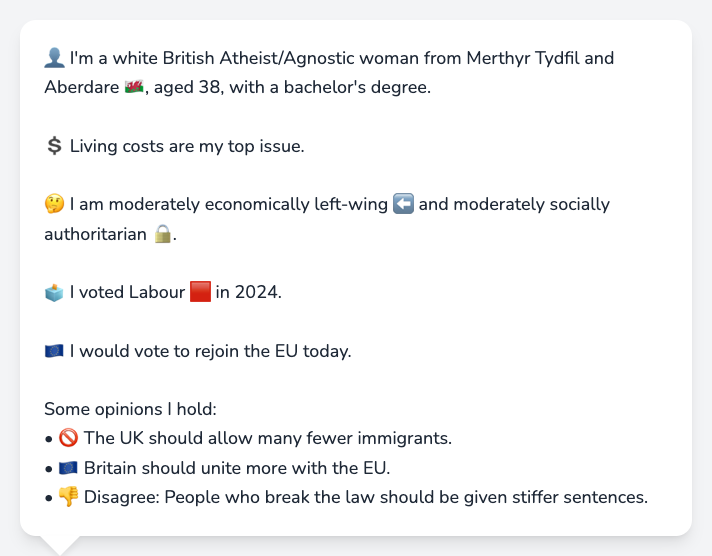 👤 I'm a white British Atheist/Agnostic woman from Merthyr Tydfil and
Aberdare 🏴󠁧󠁢󠁷󠁬󠁳󠁿, aged 38, with a bachelor's degree.
💲 Living costs are my top issue.
🤔 I am moderately economically left-wing ⬅️ and moderately socially
authoritarian 🔒.
🗳️ I voted Labour 🟥 in 2024.
🇪🇺 I would vote to rejoin the EU today.
Some opinions I hold:
• 🚫 The UK should allow many fewer immigrants.
• 🇪🇺 Britain should unite more with the EU.
• 👎 Disagree: People who break the law should be given stiffer sentences.